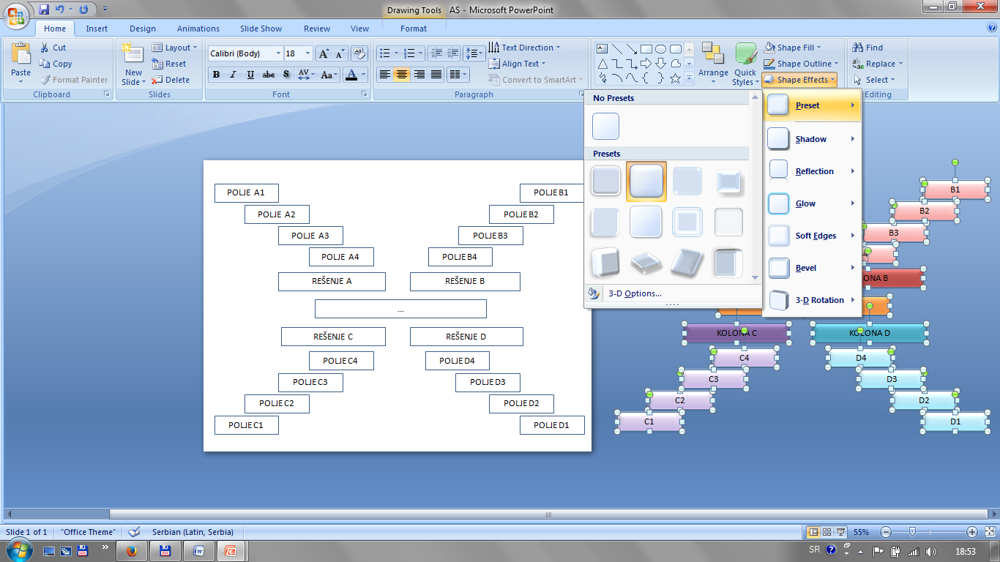 Drawing Tools AS - Microsoft PowerPoint
Home Insert Design Animations Slide Show Review View Format
Paste Cut Copy Format Painter
Clipboard
New Slide Layout Reset Delete
Slides
Calibri (Body) 18
B I U abc S AV Aa A
Font
Text Direction
Align Text
Convert to SmartArt
Paragraph
Arrange Quick Styles
Shape Fill
Shape Outline
Shape Effects
Find
Replace
Select
Editing
No Presets
Presets
3-D Options...
Preset
Shadow
Reflection
Glow
Soft Edges
Bevel
3-D Rotation
POLJE A1 POLJE B1
POLJE A2 POLJE B2
POLJE A3 POLJE B3
POLJE A4 POLJE B4
REŠENJE A REŠENJE B
...
REŠENJE C REŠENJE D
POLJE C4 POLJE D4
POLJE C3 POLJE D3
POLJE C2 POLJE D2
POLJE C1 POLJE D1
B1
B2
B3
4
ONA B
KOLONA C KOLONA D
C4 D4
C3 D3
C2 D2
C1 D1
Slide 1 of 1 "Office Theme" Serbian (Latin, Serbia) 55%
SR 18:53